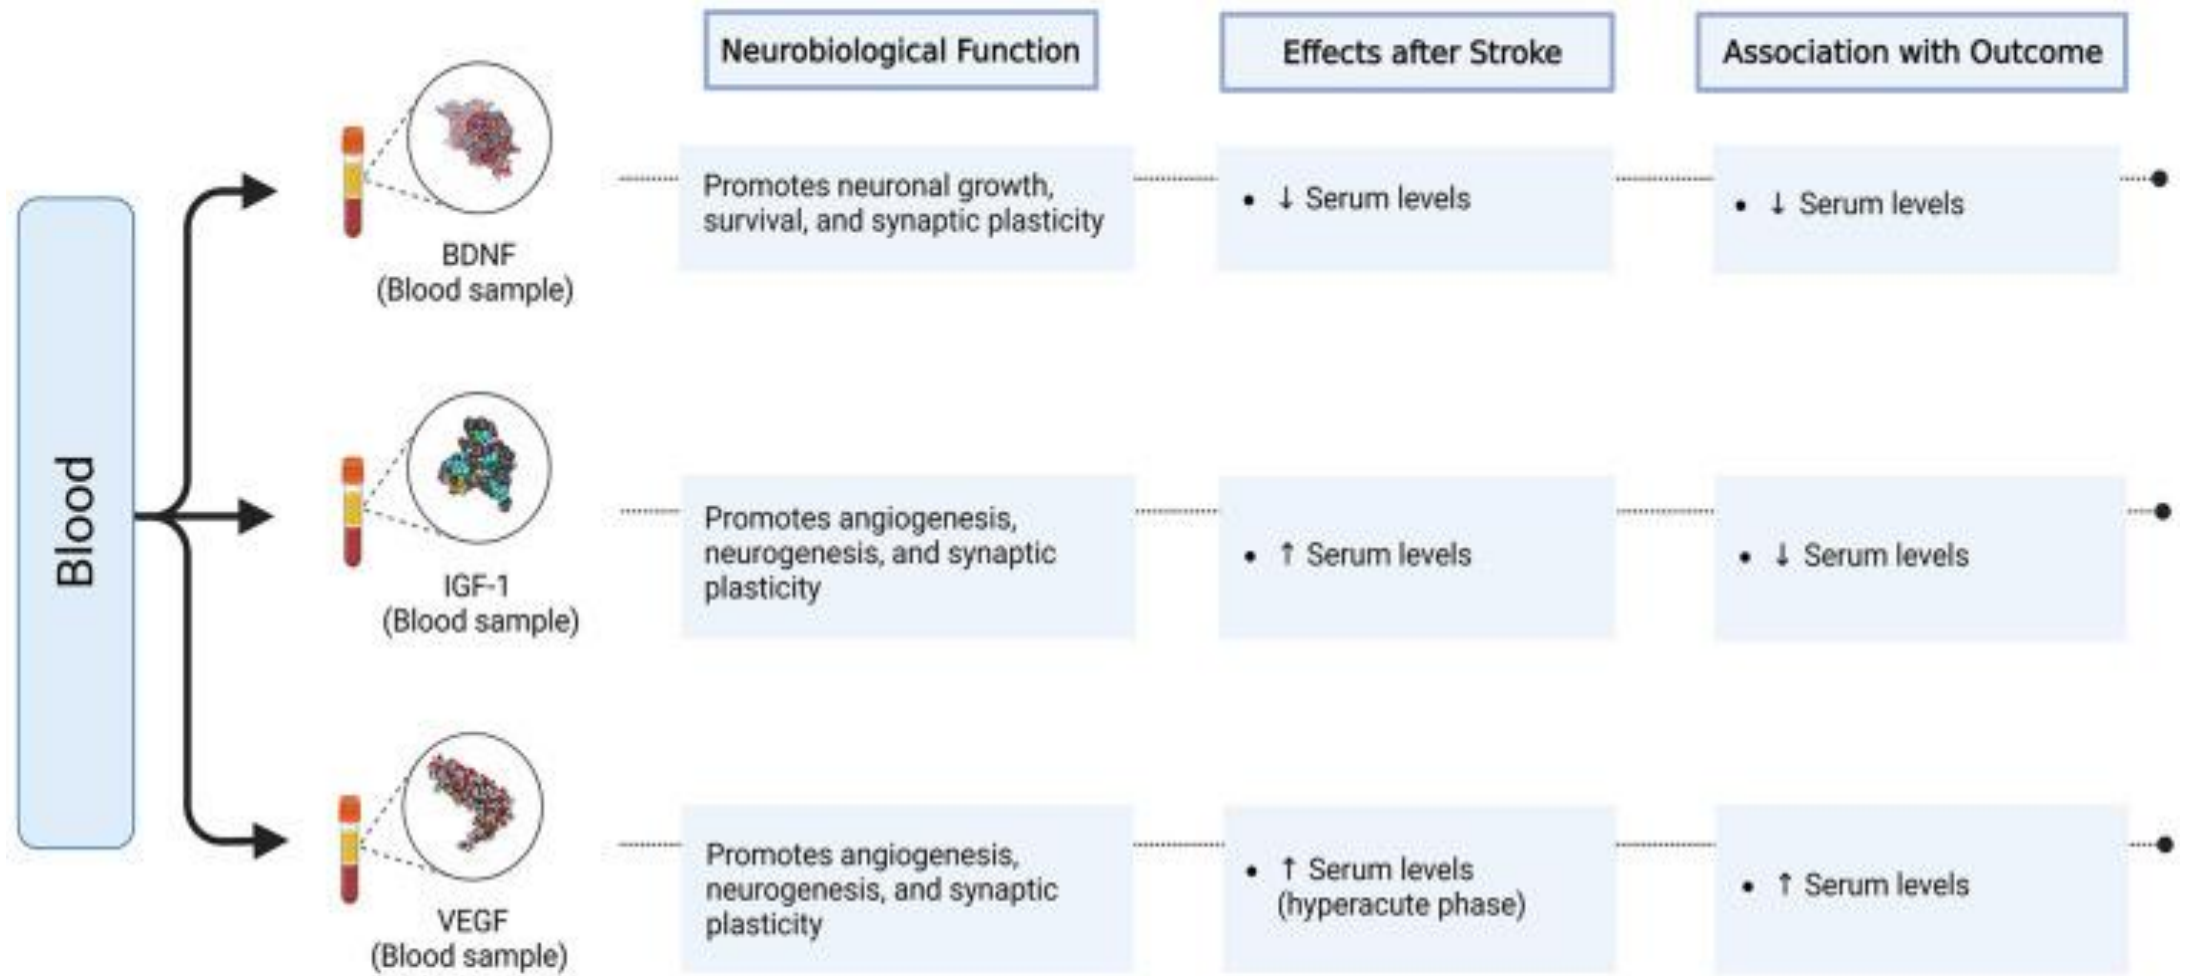 Neurobiological Function
Effects after Stroke
Association with Outcome
Blood
BDNF
(Blood sample)
Promotes neuronal growth,
survival, and synaptic plasticity
• ↓ Serum levels
• ↓ Serum levels
IGF-1
(Blood sample)
Promotes angiogenesis,
neurogenesis, and synaptic
plasticity
• ↑ Serum levels
• ↓ Serum levels
VEGF
(Blood sample)
Promotes angiogenesis,
neurogenesis, and synaptic
plasticity
• ↑ Serum levels
(hyperacute phase)
• ↑ Serum levels